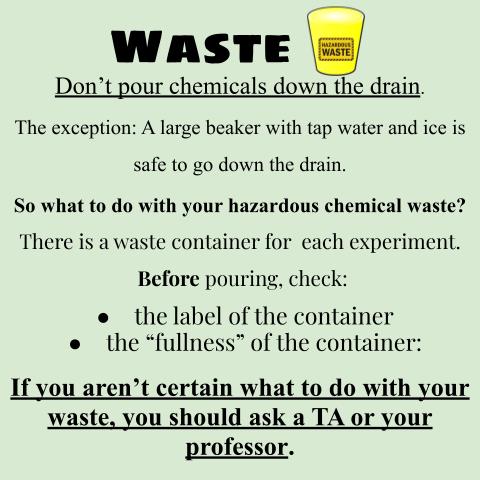 WASTE
HAZARDOUS
WASTE
Don't pour chemicals down the drain.
The exception: A large beaker with tap water and ice is
safe to go down the drain.
So what to do with your hazardous chemical waste?
There is a waste container for each experiment.
Before pouring, check:
● the label of the container
● the “fullness” of the container:
If you aren’t certain what to do with your
waste, you should ask a TA or your
professor.